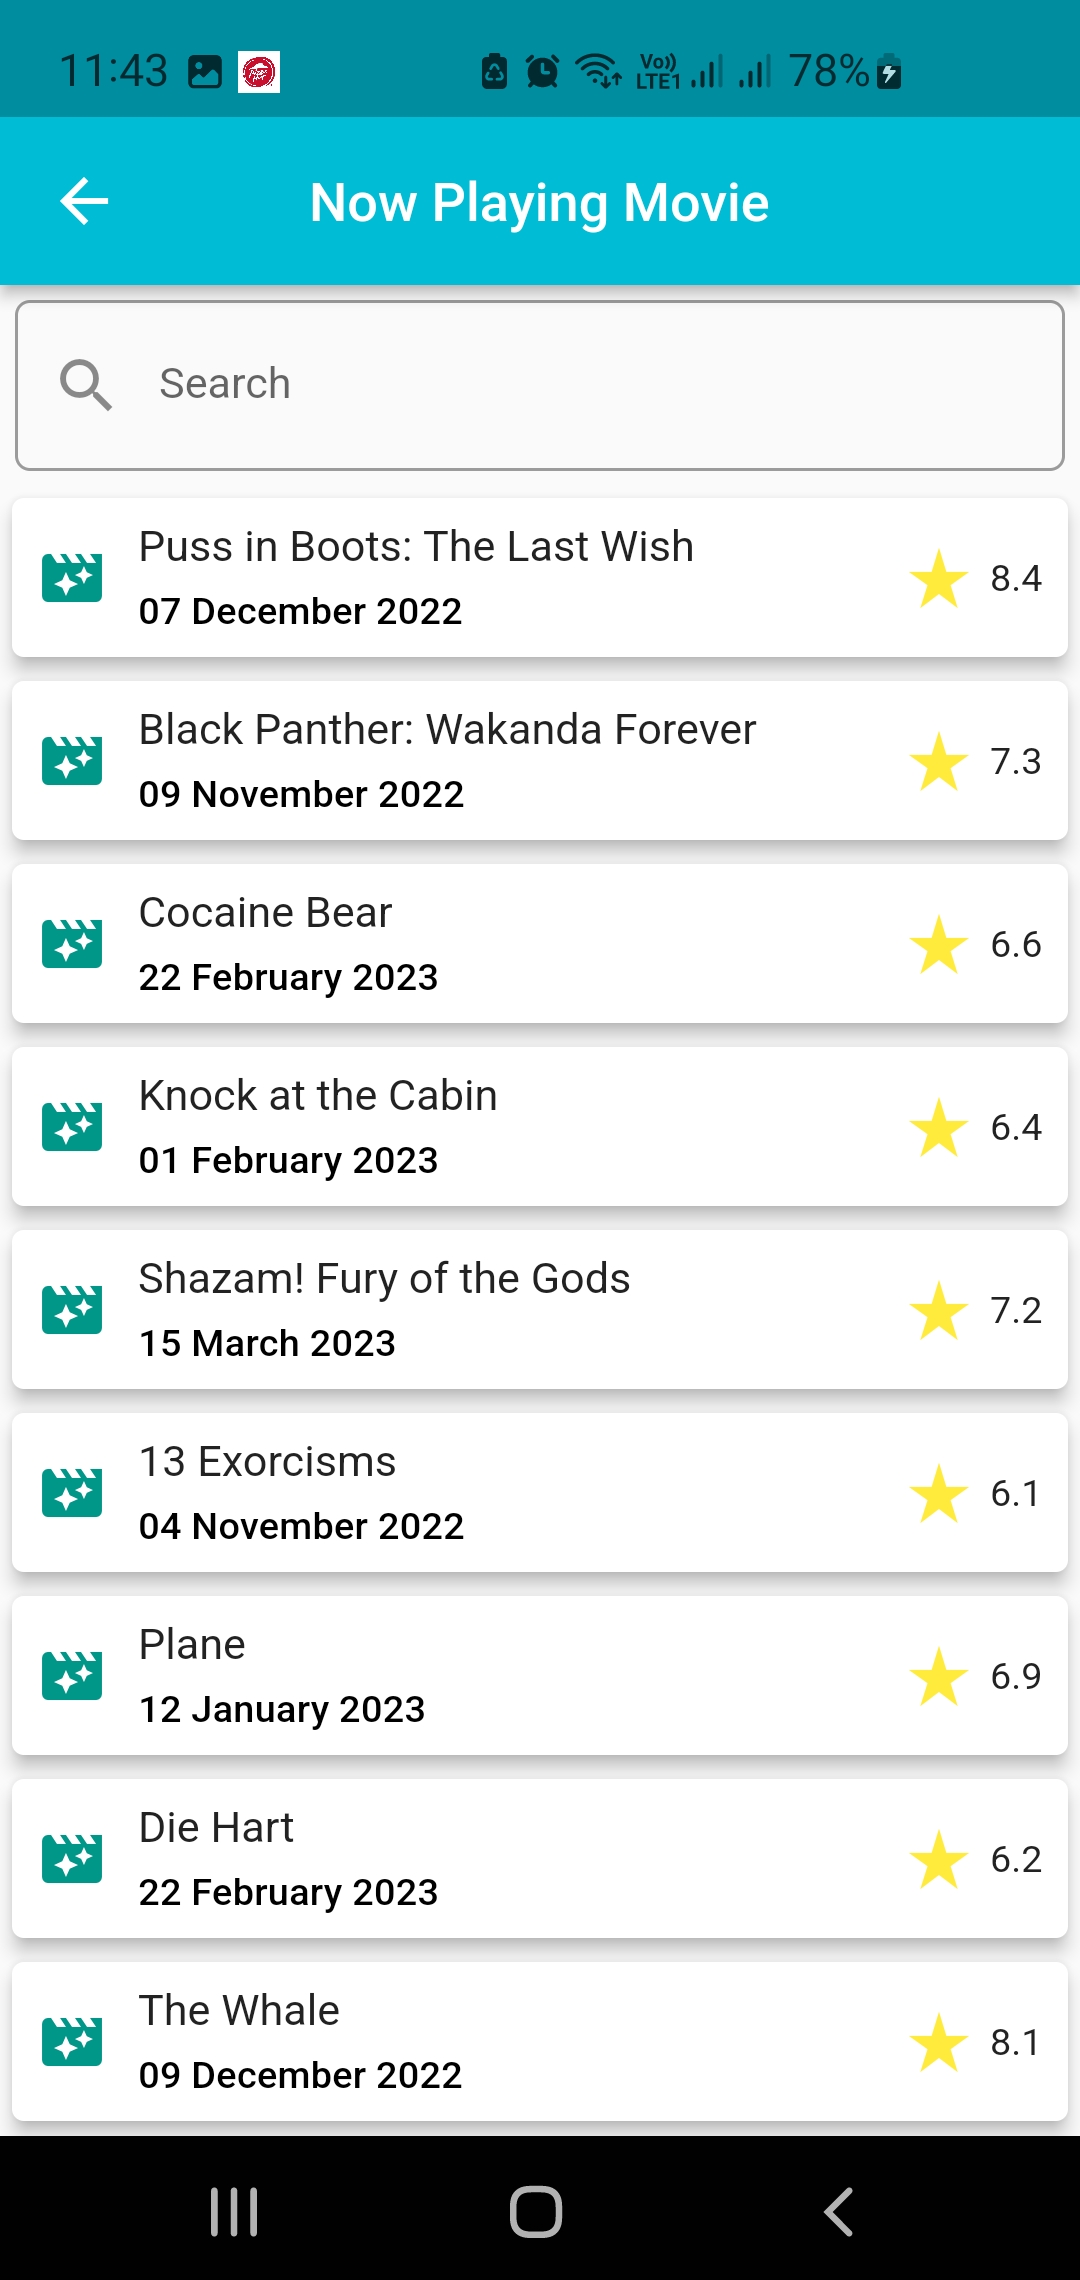 11:43 Vo)) LTE1 78%
Now Playing Movie
Search
Puss in Boots: The Last Wish
07 December 2022
8.4
Black Panther: Wakanda Forever
09 November 2022
7.3
Cocaine Bear
22 February 2023
6.6
Knock at the Cabin
01 February 2023
6.4
Shazam! Fury of the Gods
15 March 2023
7.2
13 Exorcisms
04 November 2022
6.1
Plane
12 January 2023
6.9
Die Hart
22 February 2023
6.2
The Whale
09 December 2022
8.1